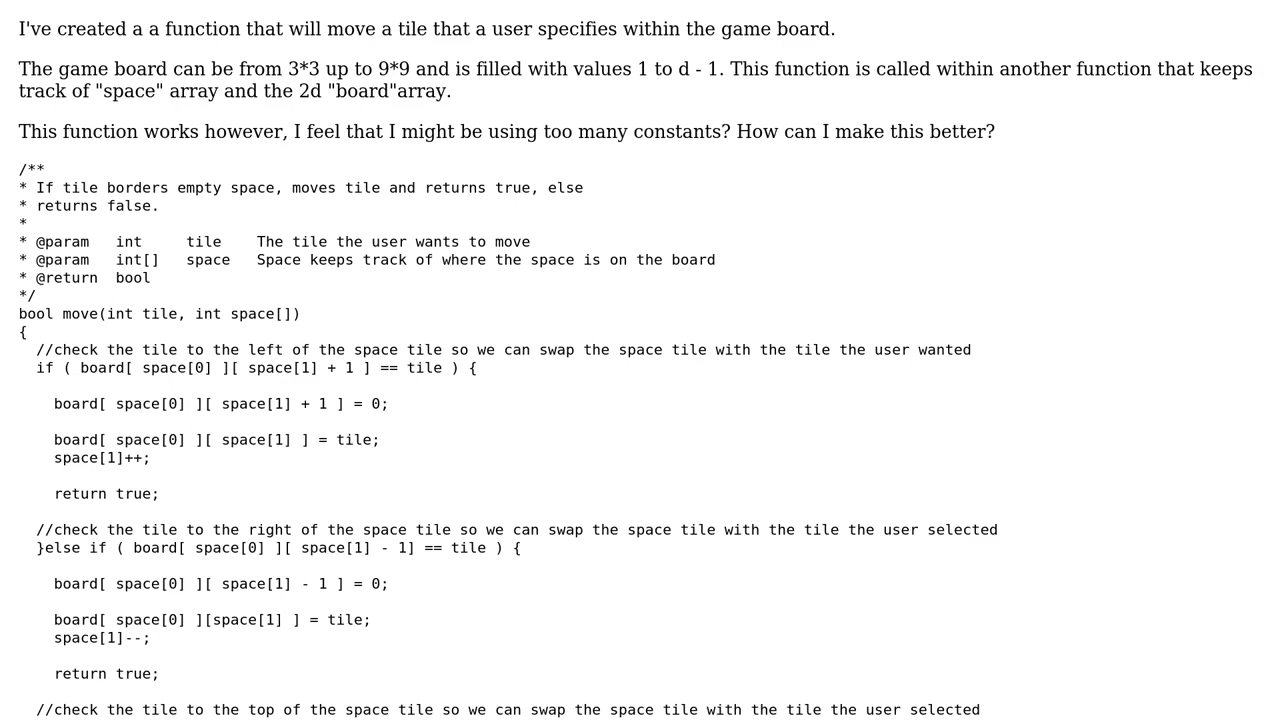 I've created a a function that will move a tile that a user specifies within the game board.
The game board can be from 3*3 up to 9*9 and is filled with values 1 to d - 1. This function is called within another function that keeps
track of "space" array and the 2d "board"array.
This function works however, I feel that I might be using too many constants? How can I make this better?
/**
* If tile borders empty space, moves tile and returns true, else
* returns false.
*
* @param   int     tile    The tile the user wants to move
* @param   int[]   space   Space keeps track of where the space is on the board
* @return  bool
*/
bool move(int tile, int space[])
{
  //check the tile to the left of the space tile so we can swap the space tile with the tile the user wanted
  if ( board[ space[0] ][ space[1] + 1 ] == tile ) {
    board[ space[0] ][ space[1] + 1 ] = 0;
    board[ space[0] ][ space[1] ] = tile;
    space[1]++;
    return true;
  //check the tile to the right of the space tile so we can swap the space tile with the tile the user selected
  }else if ( board[ space[0] ][ space[1] - 1] == tile ) {
    board[ space[0] ][ space[1] - 1 ] = 0;
    board[ space[0] ][space[1] ] = tile;
    space[1]--;
    return true;
  //check the tile to the top of the space tile so we can swap the space tile with the tile the user selected